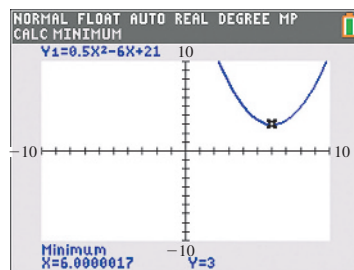 NORMAL FLOAT AUTO REAL DEGREE MP
CALC MINIMUM
Y1=0.5X²-6X+21
10
−10
10
−10
Minimum
X=6.0000017 Y=3